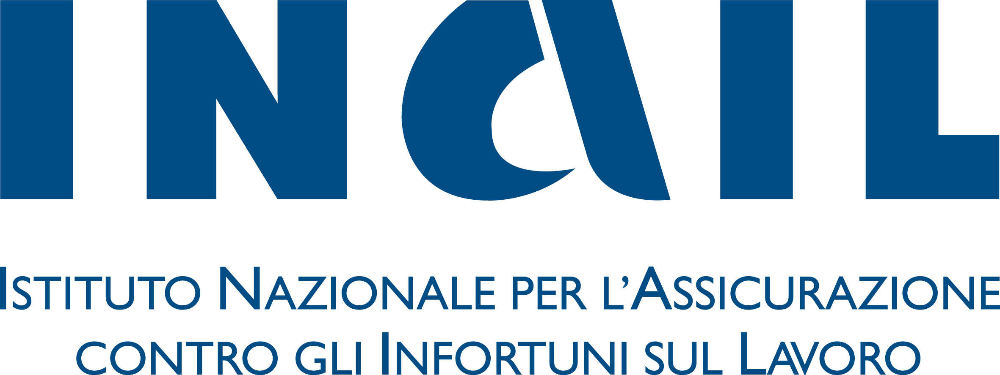 INAIL
Istituto Nazionale per l’Assicurazione
contro gli Infortuni sul Lavoro